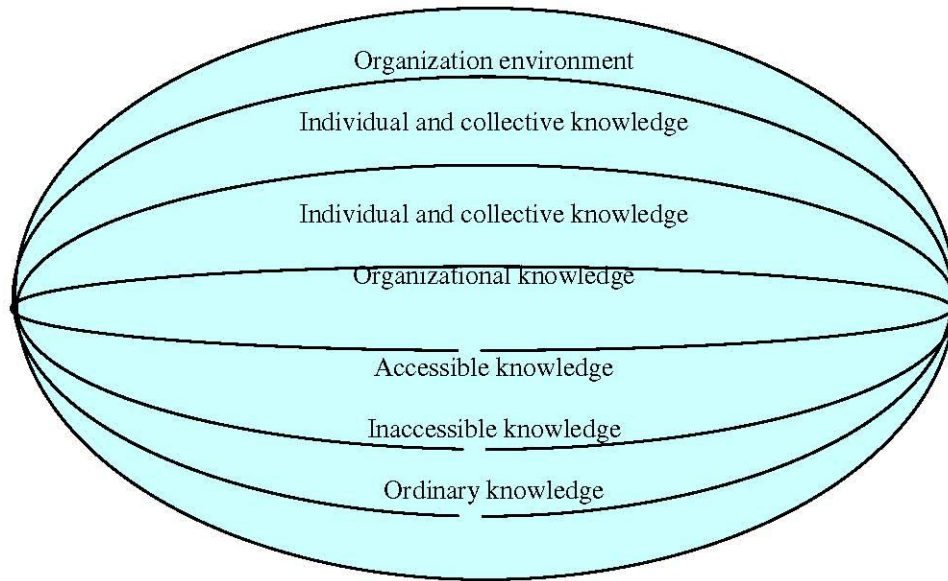 Organization environment
Individual and collective knowledge
Individual and collective knowledge
Organizational knowledge
Accessible knowledge
Inaccessible knowledge
Ordinary knowledge